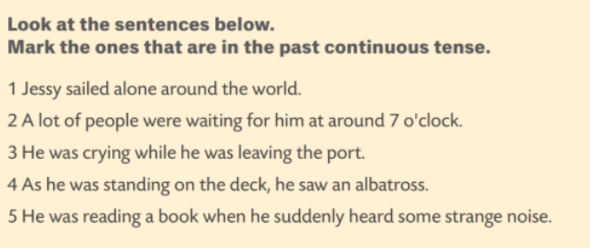 Look at the sentences below.
Mark the ones that are in the past continuous tense.
1 Jessy sailed alone around the world.
2 A lot of people were waiting for him at around 7 o'clock.
3 He was crying while he was leaving the port.
4 As he was standing on the deck, he saw an albatross.
5 He was reading a book when he suddenly heard some strange noise.